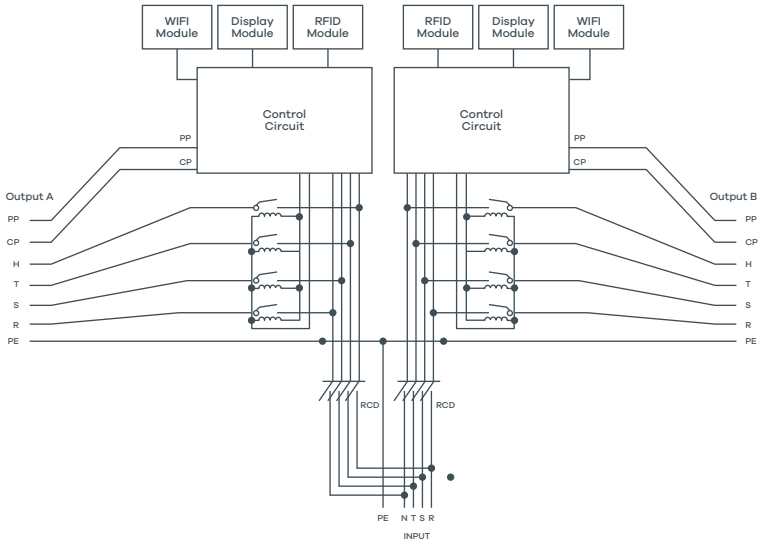 WIFI
Module
Display
Module
RFID
Module
RFID
Module
Display
Module
WIFI
Module
Control
Circuit
Control
Circuit
PP
CP
PP
CP
Output A
PP
CP
H
T
S
R
PE
Output B
PP
CP
H
T
S
R
PE
RCD
RCD
PE N T S R
INPUT